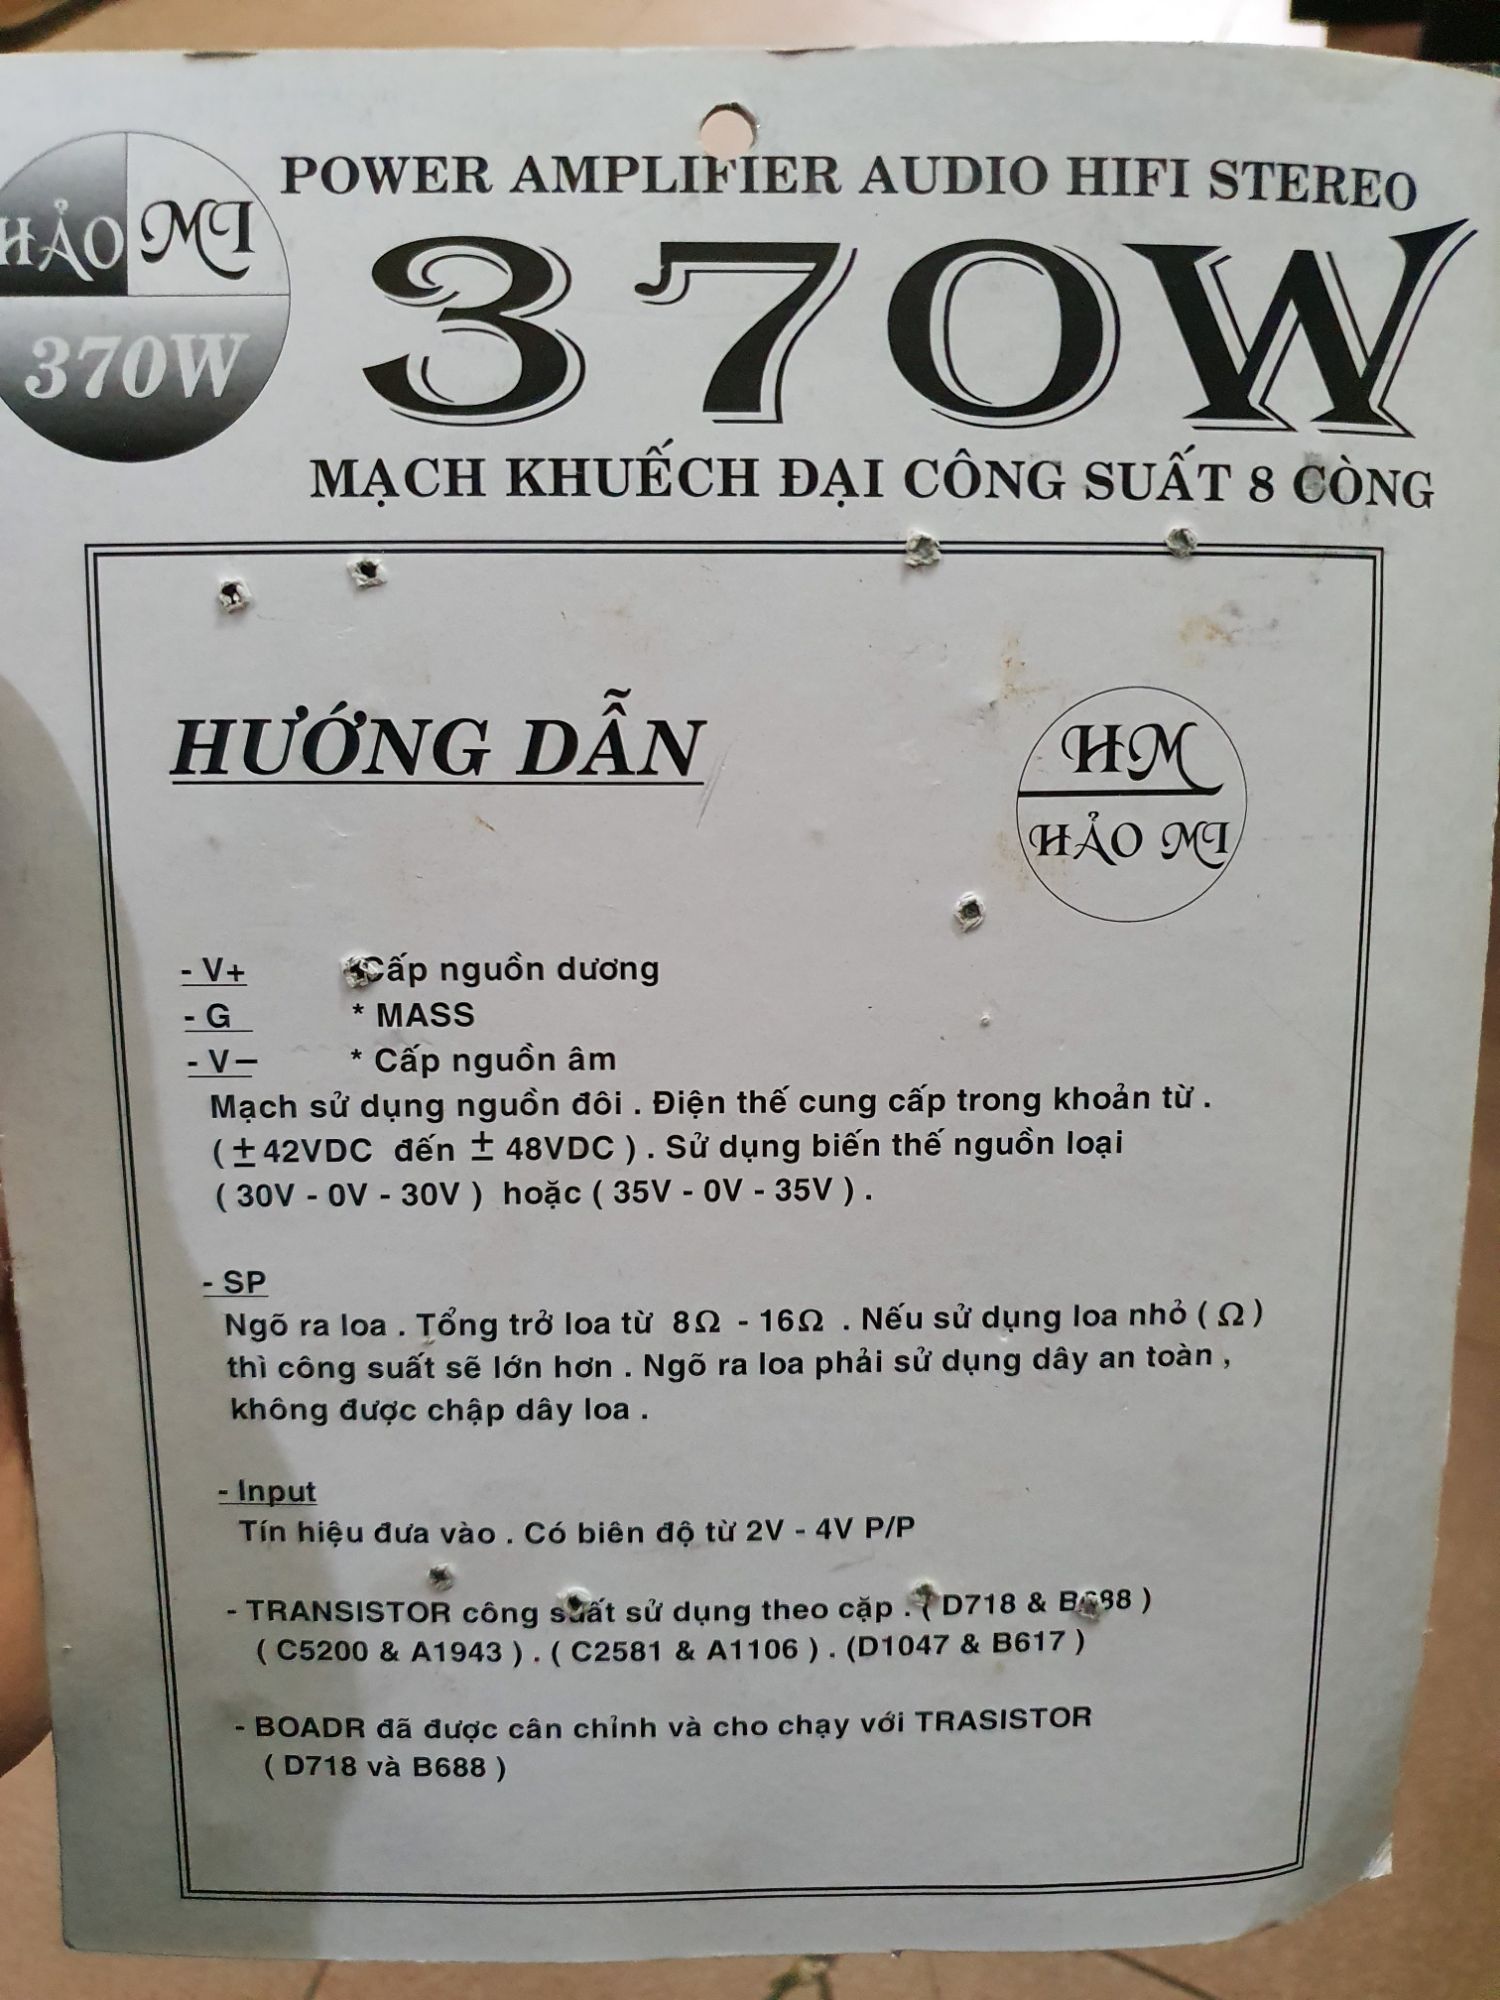 POWER AMPLIFIER AUDIO HIFI STEREO
HẢO MI
370W
370W
MẠCH KHUẾCH ĐẠI CÔNG SUẤT 8 CÒNG
HƯỚNG DẪN
HM
HẢO MI
- V+ Cấp nguồn dương
- G * MASS
- V− * Cấp nguồn âm
Mạch sử dụng nguồn đôi . Điện thế cung cấp trong khoản từ .
( ±42VDC đến ± 48VDC ) . Sử dụng biến thế nguồn loại
( 30V - 0V - 30V ) hoặc ( 35V - 0V - 35V ) .
- SP
Ngõ ra loa . Tổng trở loa từ 8Ω - 16Ω . Nếu sử dụng loa nhỏ ( Ω )
thì công suất sẽ lớn hơn . Ngõ ra loa phải sử dụng dây an toàn ,
không được chập dây loa .
- Input
Tín hiệu đưa vào . Có biên độ từ 2V - 4V P/P
- TRANSISTOR công suất sử dụng theo cặp . ( D718 & B688 )
( C5200 & A1943 ) . ( C2581 & A1106 ) . (D1047 & B617 )
- BOADR đã được cân chỉnh và cho chạy với TRASISTOR
( D718 và B688 )